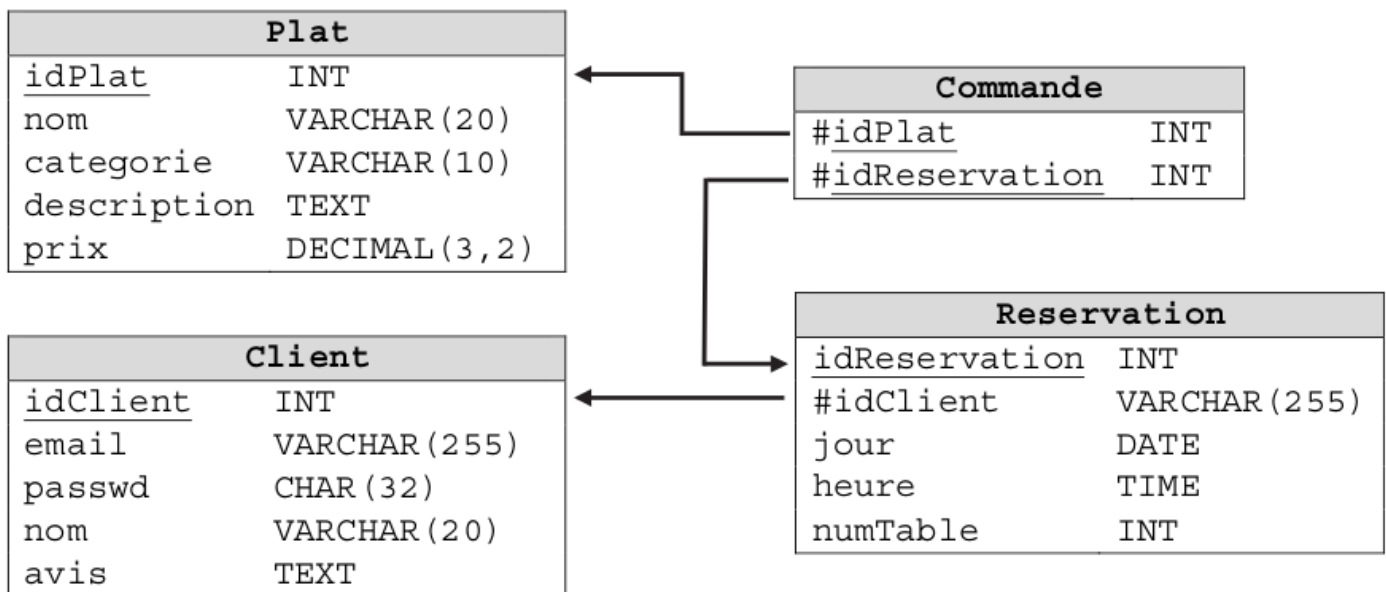 Plat
idPlat INT
nom VARCHAR(20)
categorie VARCHAR(10)
description TEXT
prix DECIMAL(3,2)
Commande
#idPlat INT
#idReservation INT
Client
idClient INT
email VARCHAR(255)
passwd CHAR(32)
nom VARCHAR(20)
avis TEXT
Reservation
idReservation INT
#idClient VARCHAR(255)
jour DATE
heure TIME
numTable INT